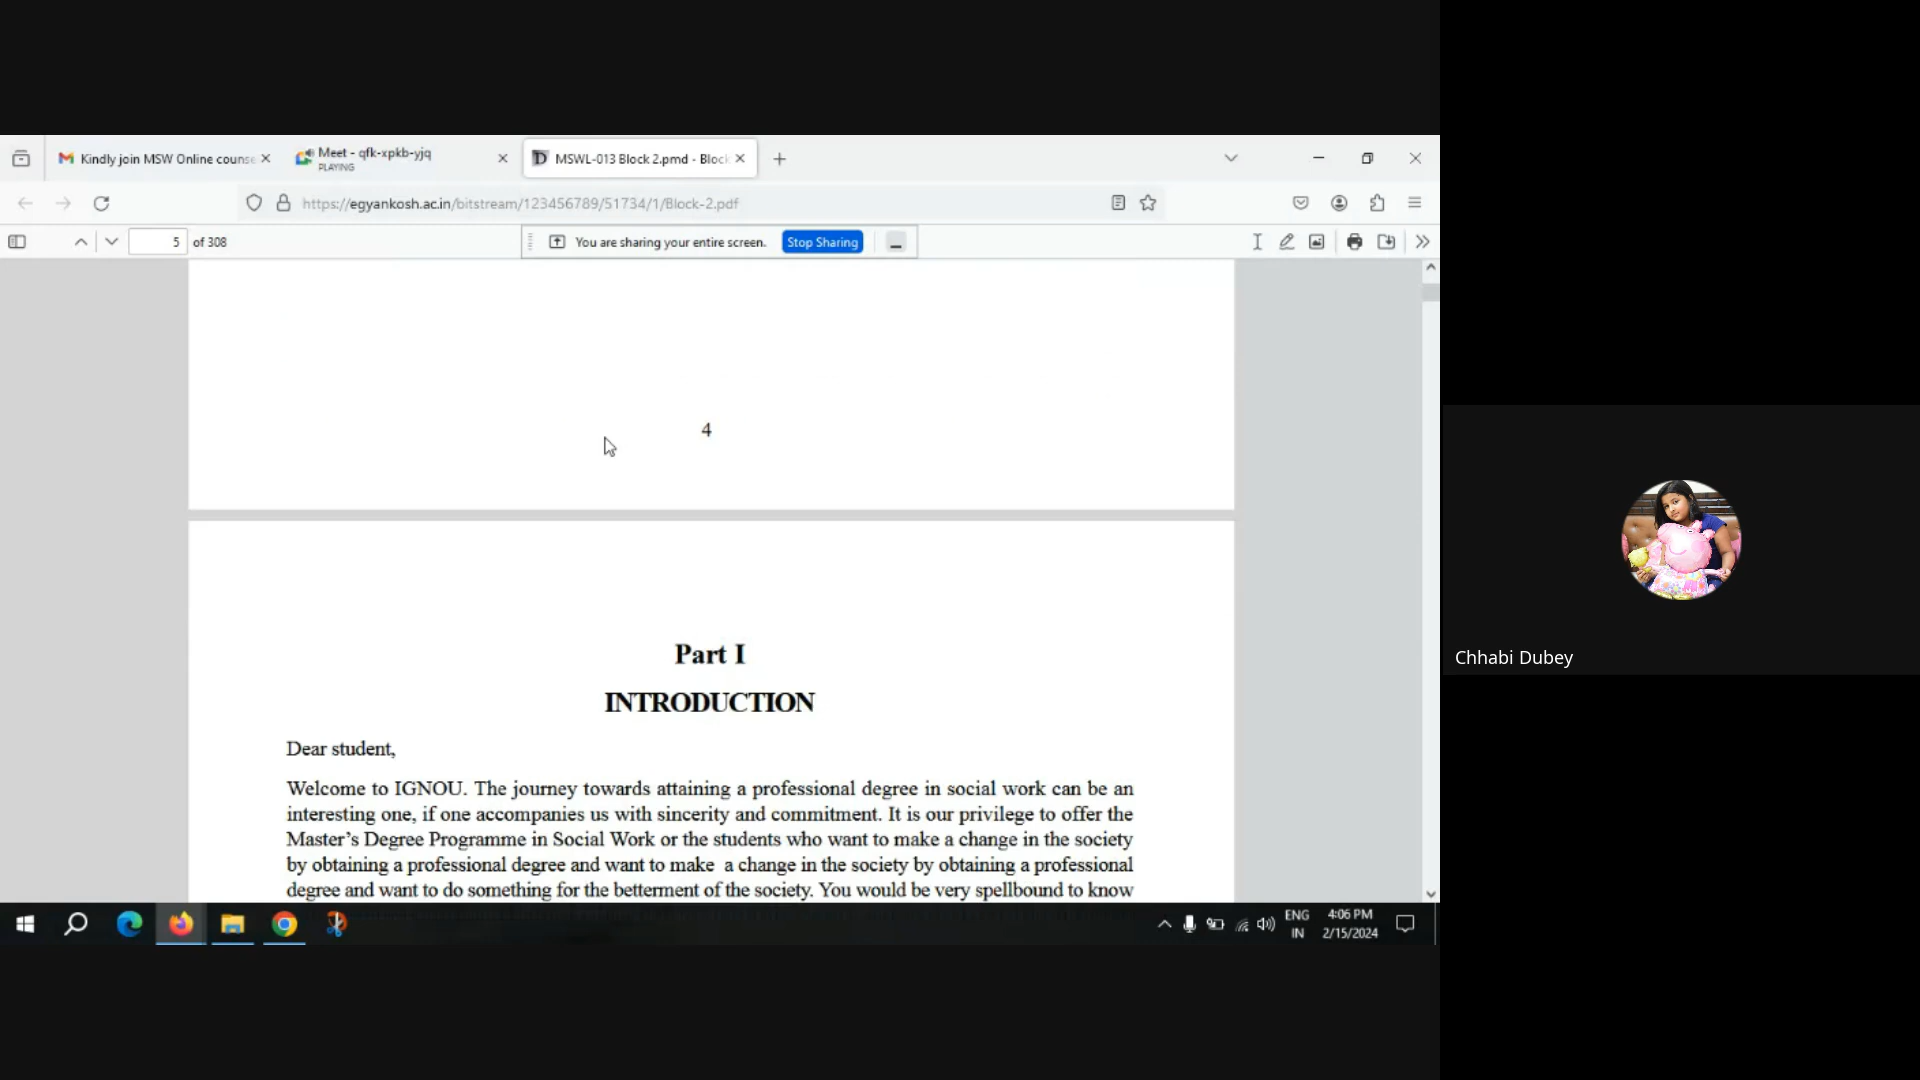 Kindly join MSW Online counse
Meet - qfk-xpkb-yjq
PLAYING
MSWL-013 Block 2.pmd - Bloc
https://egyankosh.ac.in/bitstream/123456789/51734/1/Block-2.pdf
5 of 308
You are sharing your entire screen. Stop Sharing
4
Part I
INTRODUCTION
Dear student,
Welcome to IGNOU. The journey towards attaining a professional degree in social work can be an
interesting one, if one accompanies us with sincerity and commitment. It is our privilege to offer the
Master's Degree Programme in Social Work or the students who want to make a change in the society
by obtaining a professional degree and want to make a change in the society by obtaining a professional
degree and want to do something for the betterment of the society. You would be very spellbound to know
Chhabi Dubey
ENG
IN
4:06 PM
2/15/2024